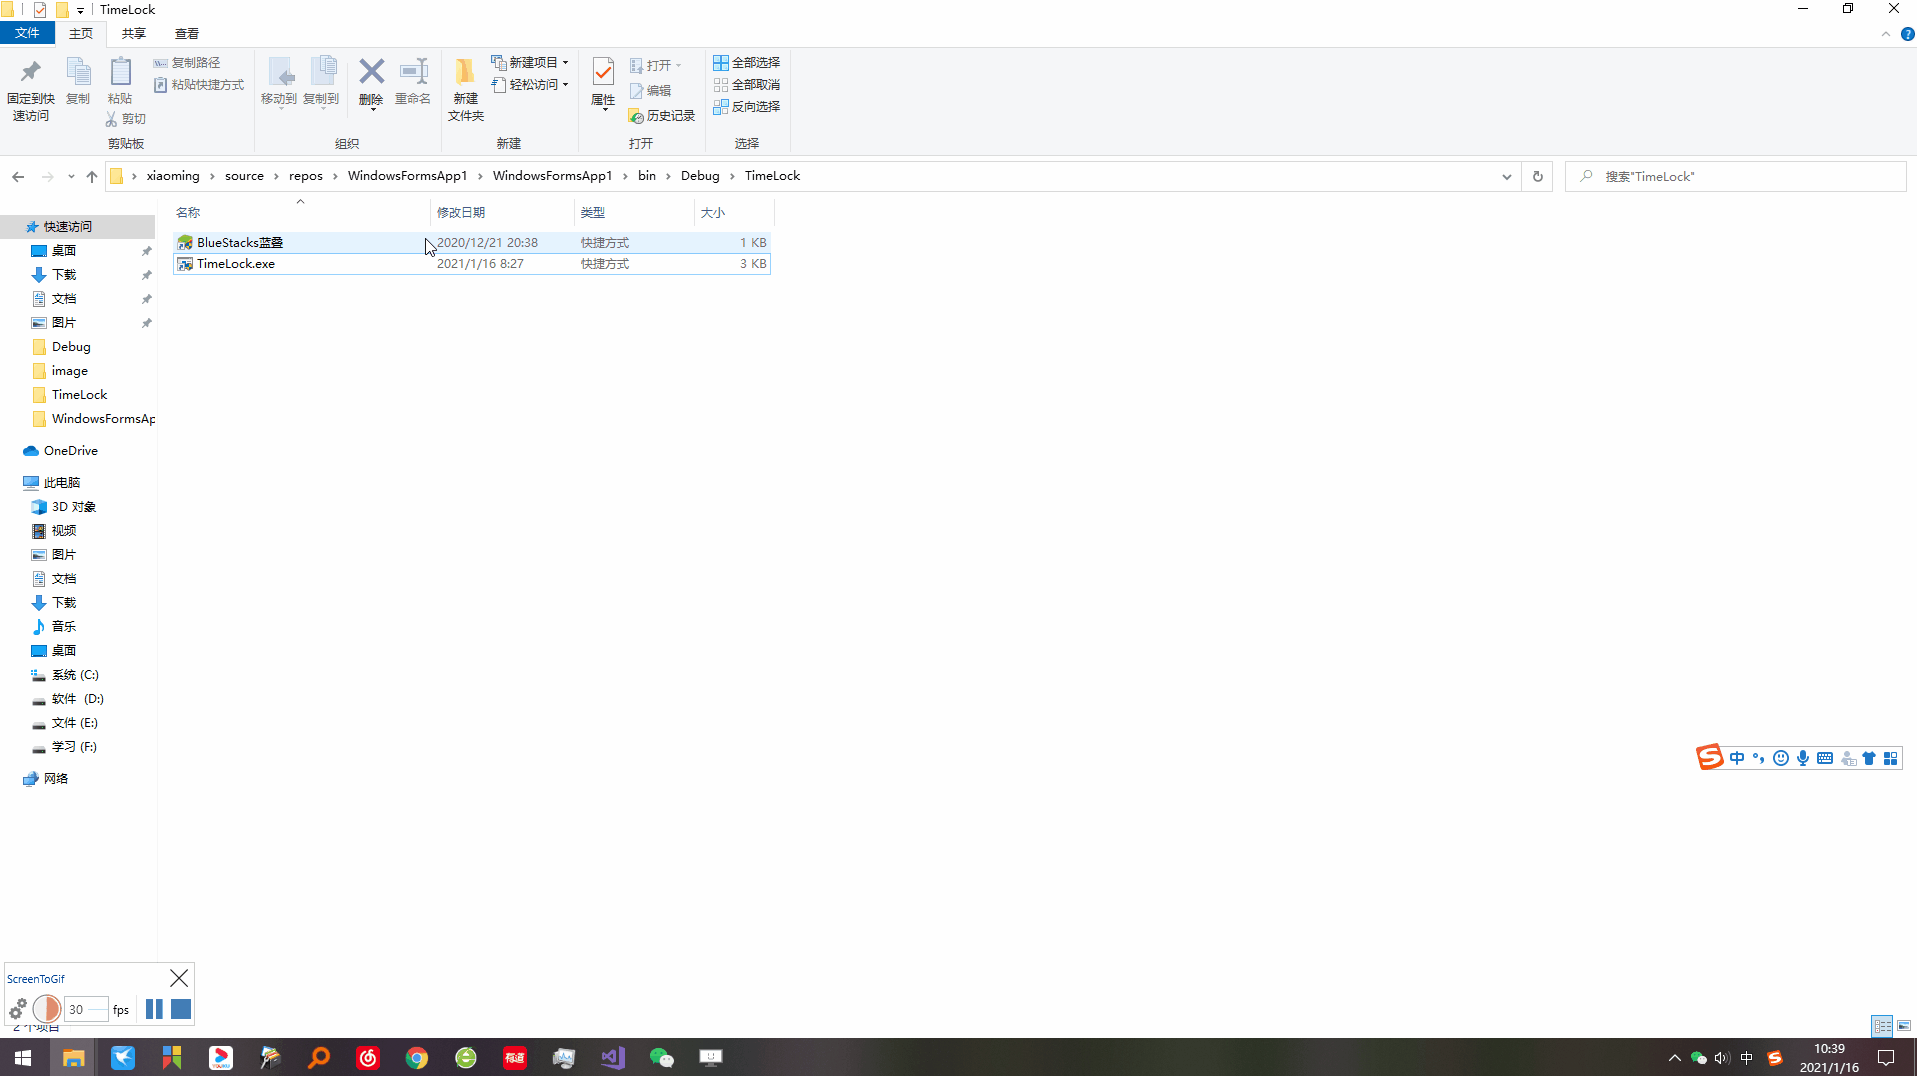 TimeLock
文件 主页 共享 查看
固定到快速访问
复制
粘贴
复制路径
粘贴快捷方式
剪切
剪贴板
移动到 复制到 删除 重命名
组织
新建文件夹
新建项目
轻松访问
新建
属性
打开
编辑
历史记录
打开
全部选择
全部取消
反向选择
选择
xiaoming › source › repos › WindowsFormsApp1 › WindowsFormsApp1 › bin › Debug › TimeLock
搜索"TimeLock"
名称 修改日期 类型 大小
BlueStacks蓝叠 2020/12/21 20:38 快捷方式 1 KB
TimeLock.exe 2021/1/16 8:27 快捷方式 3 KB
快速访问
桌面
下载
文档
图片
Debug
image
TimeLock
WindowsFormsAp
OneDrive
此电脑
3D 对象
视频
图片
文档
下载
音乐
桌面
系统 (C:)
软件 (D:)
文件 (E:)
学习 (F:)
网络
中
ScreenToGif
30 fps
2 个项目
YOUKU
有道
中
10:39
2021/1/16